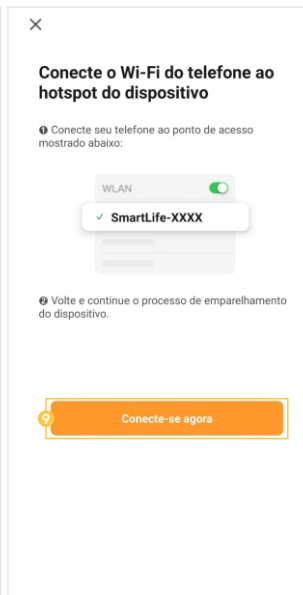 Conecte o Wi-Fi do telefone ao
hotspot do dispositivo
❶ Conecte seu telefone ao ponto de acesso
mostrado abaixo:
WLAN
✓ SmartLife-XXXX
❷ Volte e continue o processo de emparelhamento
do dispositivo.
9 Conecte-se agora